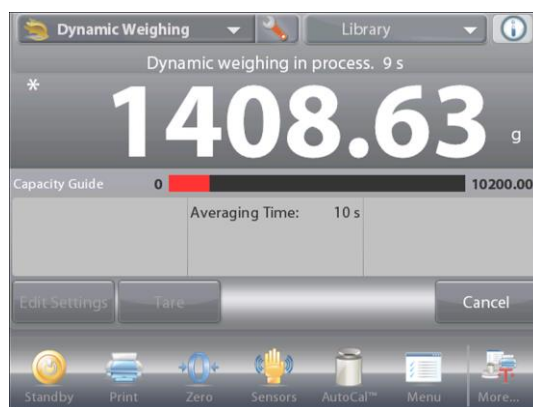 Dynamic Weighing Library
Dynamic weighing in process. 9 s
* 1408.63 g
Capacity Guide 0 10200.00
Averaging Time: 10 s
Edit Settings Tare Cancel
Standby Print Zero Sensors AutoCal™ Menu More...